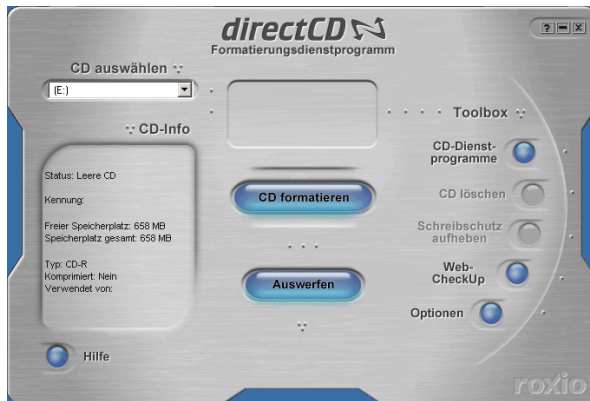 directCD
Formatierungsdienstprogramm
CD auswählen
(E:)
CD-Info
Status: Leere CD
Kennung:
Freier Speicherplatz: 658 MB
Speicherplatz gesamt: 658 MB
Typ: CD-R
Komprimiert: Nein
Verwendet von:
Hilfe
CD formatieren
Auswerfen
?
Toolbox
CD-Dienst-
programme
CD löschen
Schreibschutz
aufheben
Web-
CheckUp
Optionen
roxio